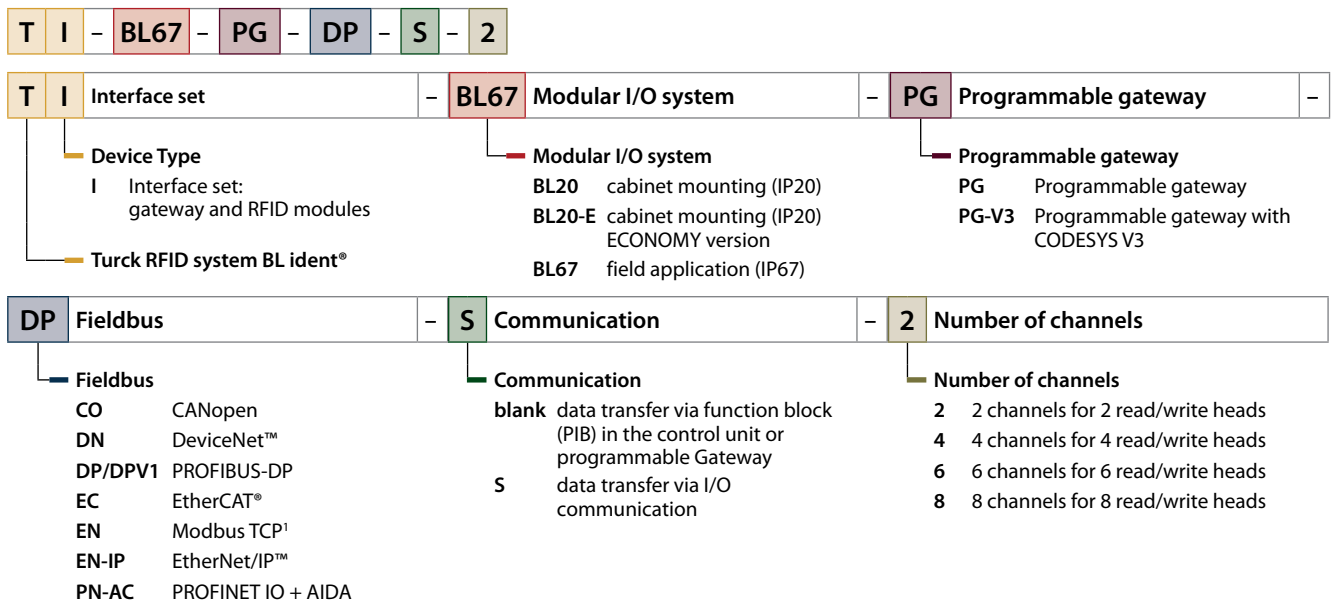 T I – BL67 – PG – DP – S – 2
T I Interface set – BL67 Modular I/O system – PG Programmable gateway –
Device Type
I Interface set:
gateway and RFID modules
Turck RFID system BL ident®
Modular I/O system
BL20 cabinet mounting (IP20)
BL20-E cabinet mounting (IP20)
ECONOMY version
BL67 field application (IP67)
Programmable gateway
PG Programmable gateway
PG-V3 Programmable gateway with
CODESYS V3
DP Fieldbus – S Communication – 2 Number of channels
Fieldbus
CO CANopen
DN DeviceNet™
DP/DPV1 PROFIBUS-DP
EC EtherCAT®
EN Modbus TCP¹
EN-IP EtherNet/IP™
PN-AC PROFINET IO + AIDA
Communication
blank data transfer via function block
(PIB) in the control unit or
programmable Gateway
S data transfer via I/O
communication
Number of channels
2 2 channels for 2 read/write heads
4 4 channels for 4 read/write heads
6 6 channels for 6 read/write heads
8 8 channels for 8 read/write heads